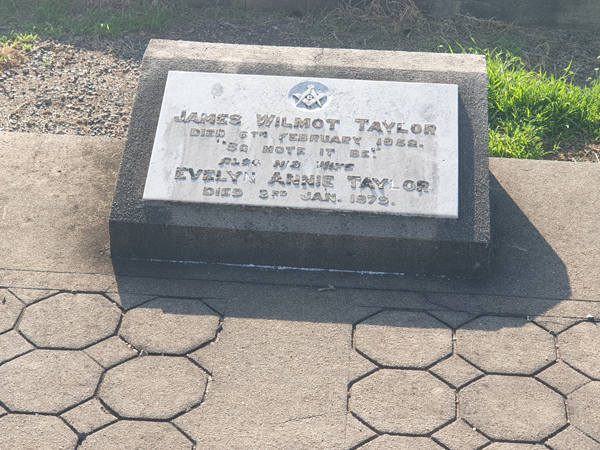 JAMES WILMOT TAYLOR
DIED 6TH FEBRUARY 1952.
"SO MOTE IT BE."
ALSO HIS WIFE
EVELYN ANNIE TAYLOR
DIED 3RD JAN. 1972.